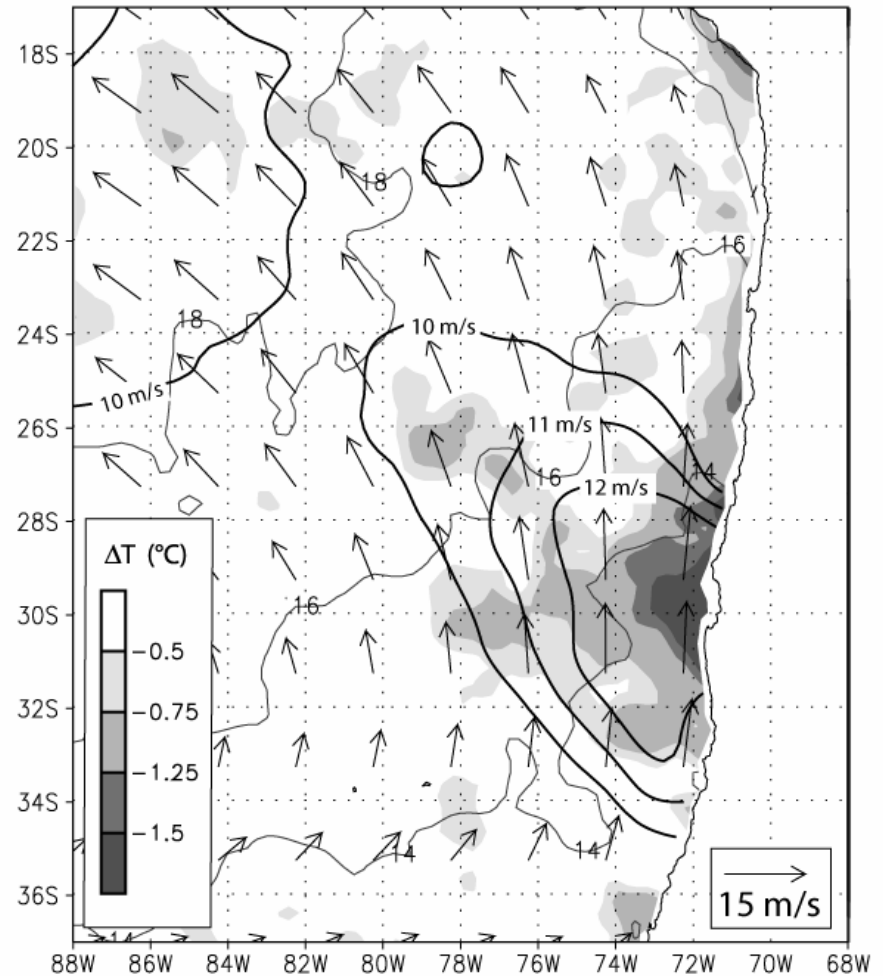 18S
20S
22S
24S
26S
28S
30S
32S
34S
36S
18
16
18
10 m/s
10 m/s
11 m/s
14
16
12 m/s
16
14
14
14
ΔT (°C)
−0.5
−0.75
−1.25
−1.5
15 m/s
88W 86W 84W 82W 80W 78W 76W 74W 72W 70W 68W